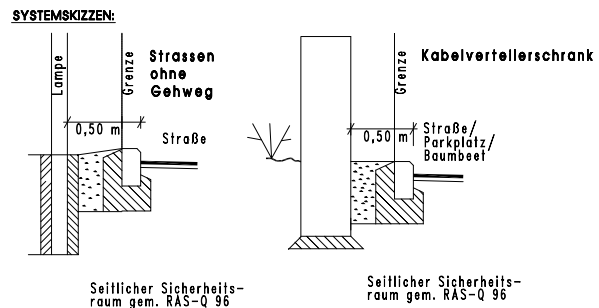 SYSTEMSKIZZEN:
Lampe
Grenze
Strassen
ohne
Gehweg
0,50 m
Straße
Seitlicher Sicherheits-
raum gem. RAS-Q 96
Kabelverteilerschrank
Grenze
0,50 m
Straße/
Parkplatz/
Baumbeet
Seitlicher Sicherheits-
raum gem. RAS-Q 96